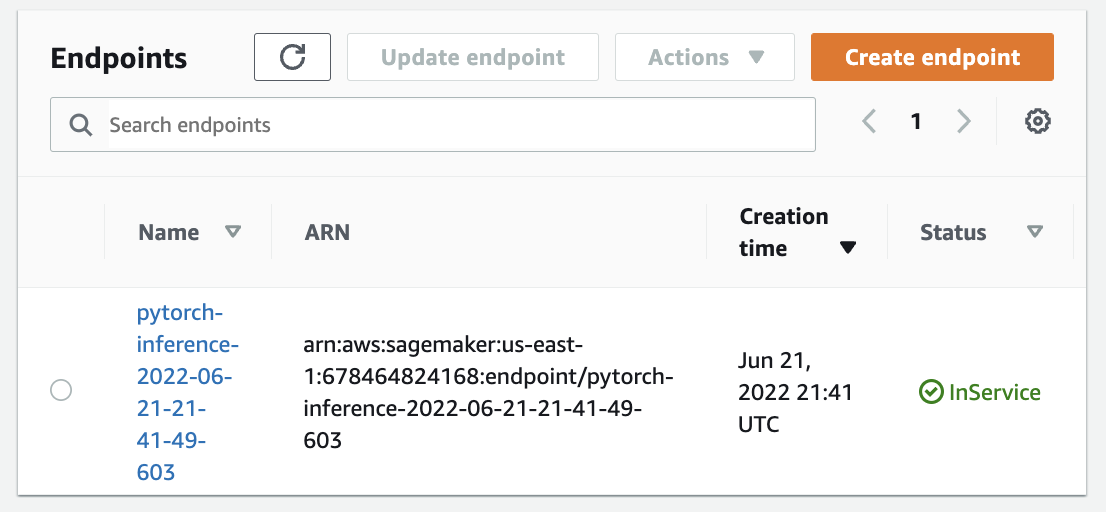 Endpoints
Update endpoint
Actions
Create endpoint
Search endpoints
1
Name
ARN
Creation
time
Status
pytorch-
inference-
2022-06-
21-21-
41-49-
603
arn:aws:sagemaker:us-east-
1:678464824168:endpoint/pytorch-
inference-2022-06-21-21-41-49-
603
Jun 21,
2022 21:41
UTC
InService